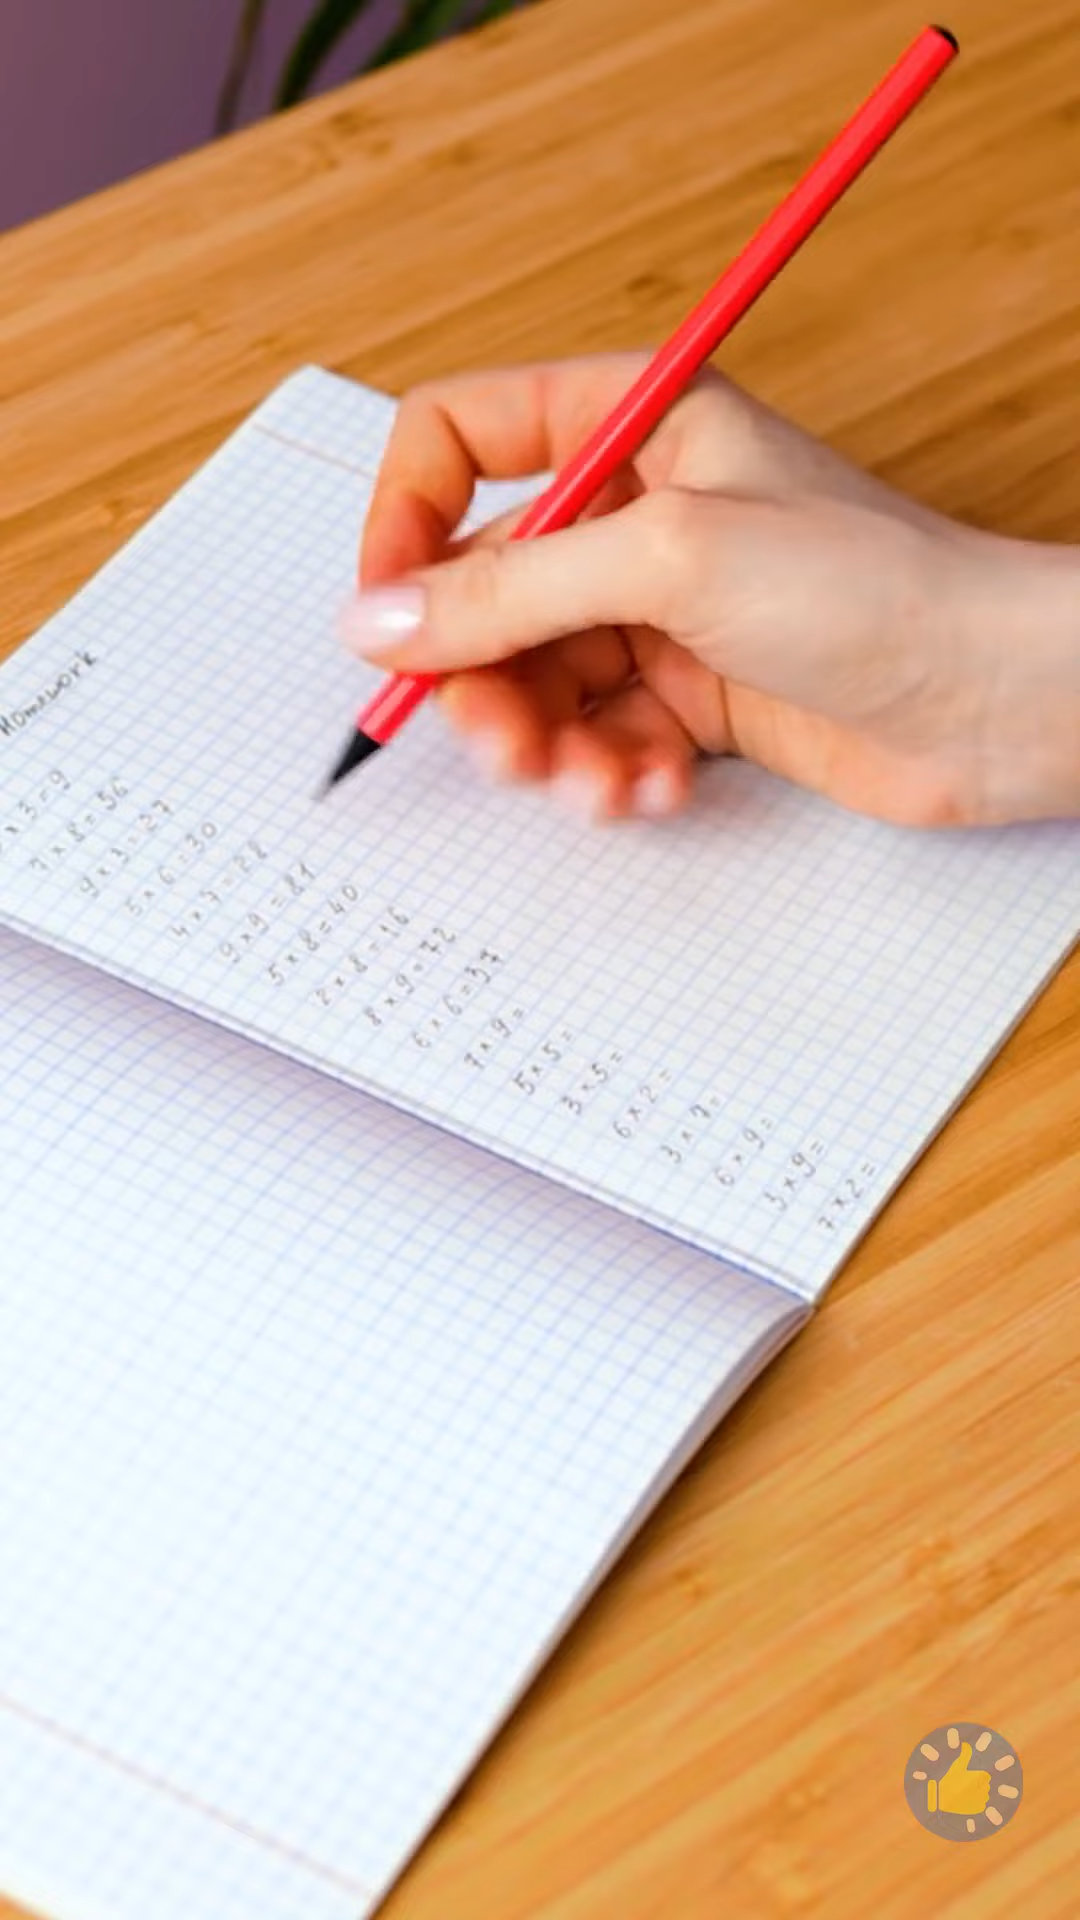 Homework
x 3 = 9
7 x 8 = 56
9 x 3 = 27
5 x 6 = 30
4 x 7 = 28
9 x 9 = 81
5 x 8 = 40
2 x 8 = 16
8 x 9 = 72
6 x 6 = 37
7 x 9 =
5 x 5 =
3 x 5 =
6 x 2 =
3 x 7 =
6 x 9 =
3 x 9 =
7 x 2 =